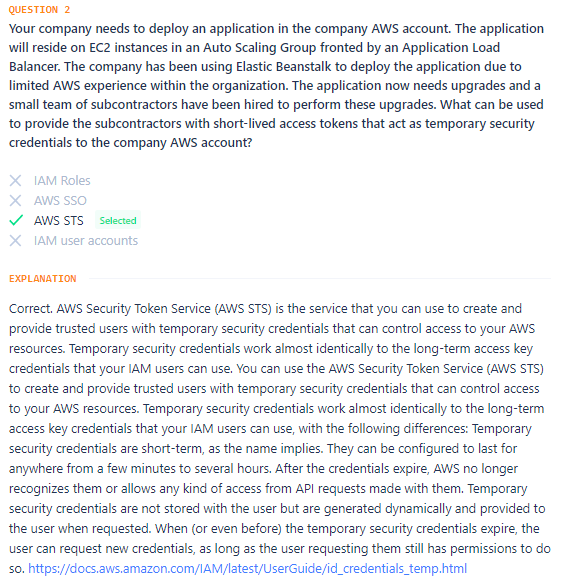 QUESTION 2
Your company needs to deploy an application in the company AWS account. The application
will reside on EC2 instances in an Auto Scaling Group fronted by an Application Load
Balancer. The company has been using Elastic Beanstalk to deploy the application due to
limited AWS experience within the organization. The application now needs upgrades and a
small team of subcontractors have been hired to perform these upgrades. What can be used
to provide the subcontractors with short-lived access tokens that act as temporary security
credentials to the company AWS account?
IAM Roles
AWS SSO
AWS STS Selected
IAM user accounts
EXPLANATION
Correct. AWS Security Token Service (AWS STS) is the service that you can use to create and
provide trusted users with temporary security credentials that can control access to your AWS
resources. Temporary security credentials work almost identically to the long-term access key
credentials that your IAM users can use. You can use the AWS Security Token Service (AWS STS)
to create and provide trusted users with temporary security credentials that can control access
to your AWS resources. Temporary security credentials work almost identically to the long-term
access key credentials that your IAM users can use, with the following differences: Temporary
security credentials are short-term, as the name implies. They can be configured to last for
anywhere from a few minutes to several hours. After the credentials expire, AWS no longer
recognizes them or allows any kind of access from API requests made with them. Temporary
security credentials are not stored with the user but are generated dynamically and provided to
the user when requested. When (or even before) the temporary security credentials expire, the
user can request new credentials, as long as the user requesting them still has permissions to do
so. https://docs.aws.amazon.com/IAM/latest/UserGuide/id_credentials_temp.html